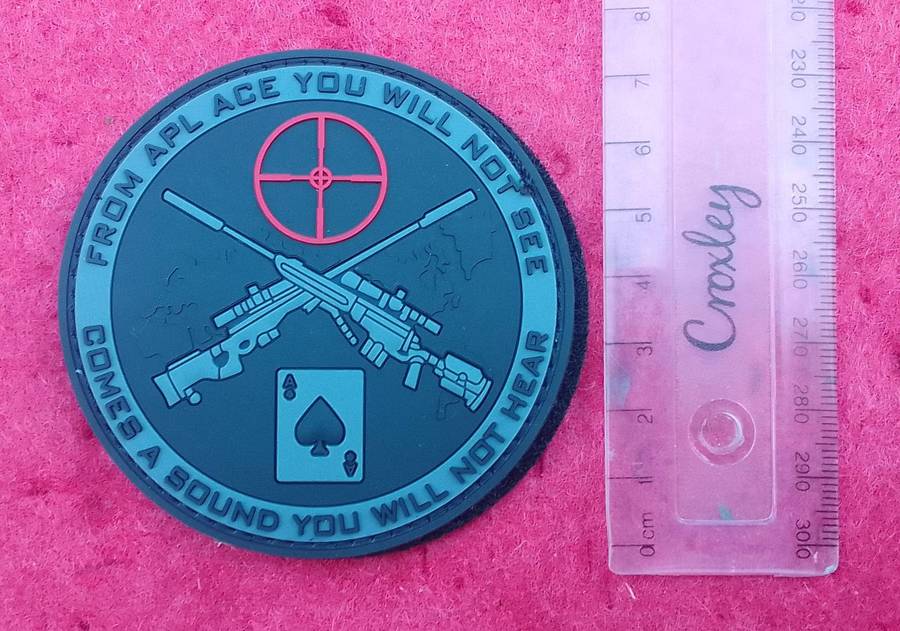 FROM APL ACE YOU WILL NOT SEE
COMES A SOUND YOU WILL NOT HEAR
A
A
Croxley
8
7
6
5
4
3
2
1
0cm
230
240
250
260
270
280
290
300